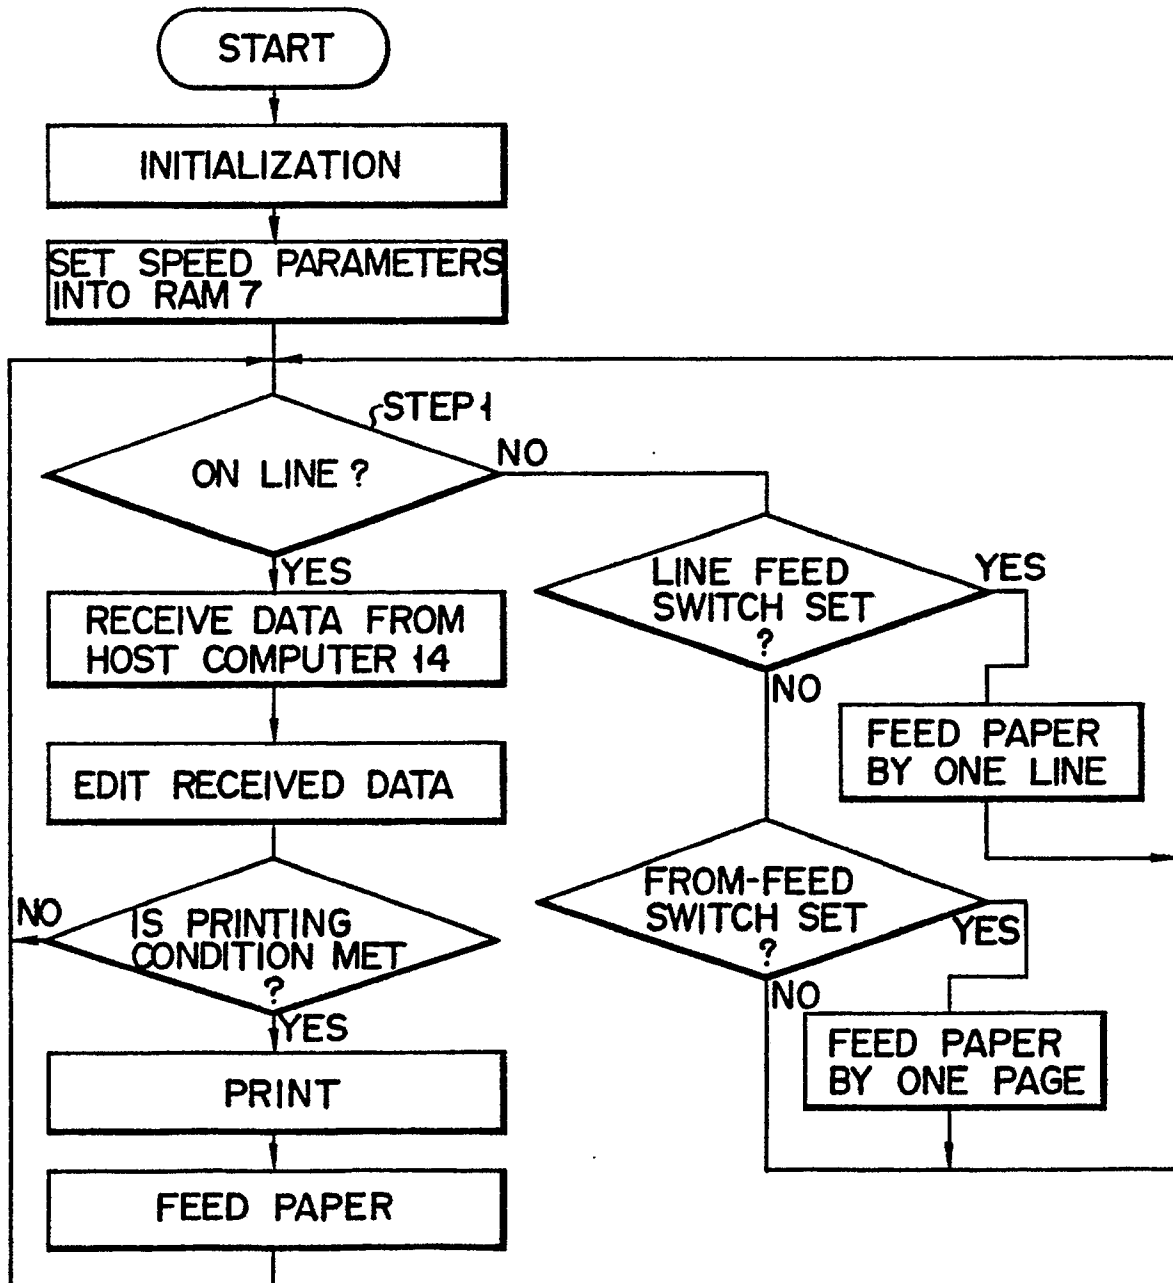 START
INITIALIZATION
SET SPEED PARAMETERS
INTO RAM 7
STEP 1
ON LINE ?
NO
YES
RECEIVE DATA FROM
HOST COMPUTER 14
EDIT RECEIVED DATA
IS PRINTING
CONDITION MET
?
NO
YES
PRINT
FEED PAPER
LINE FEED
SWITCH SET
?
YES
NO
FEED PAPER
BY ONE LINE
FROM-FEED
SWITCH SET
?
YES
NO
FEED PAPER
BY ONE PAGE